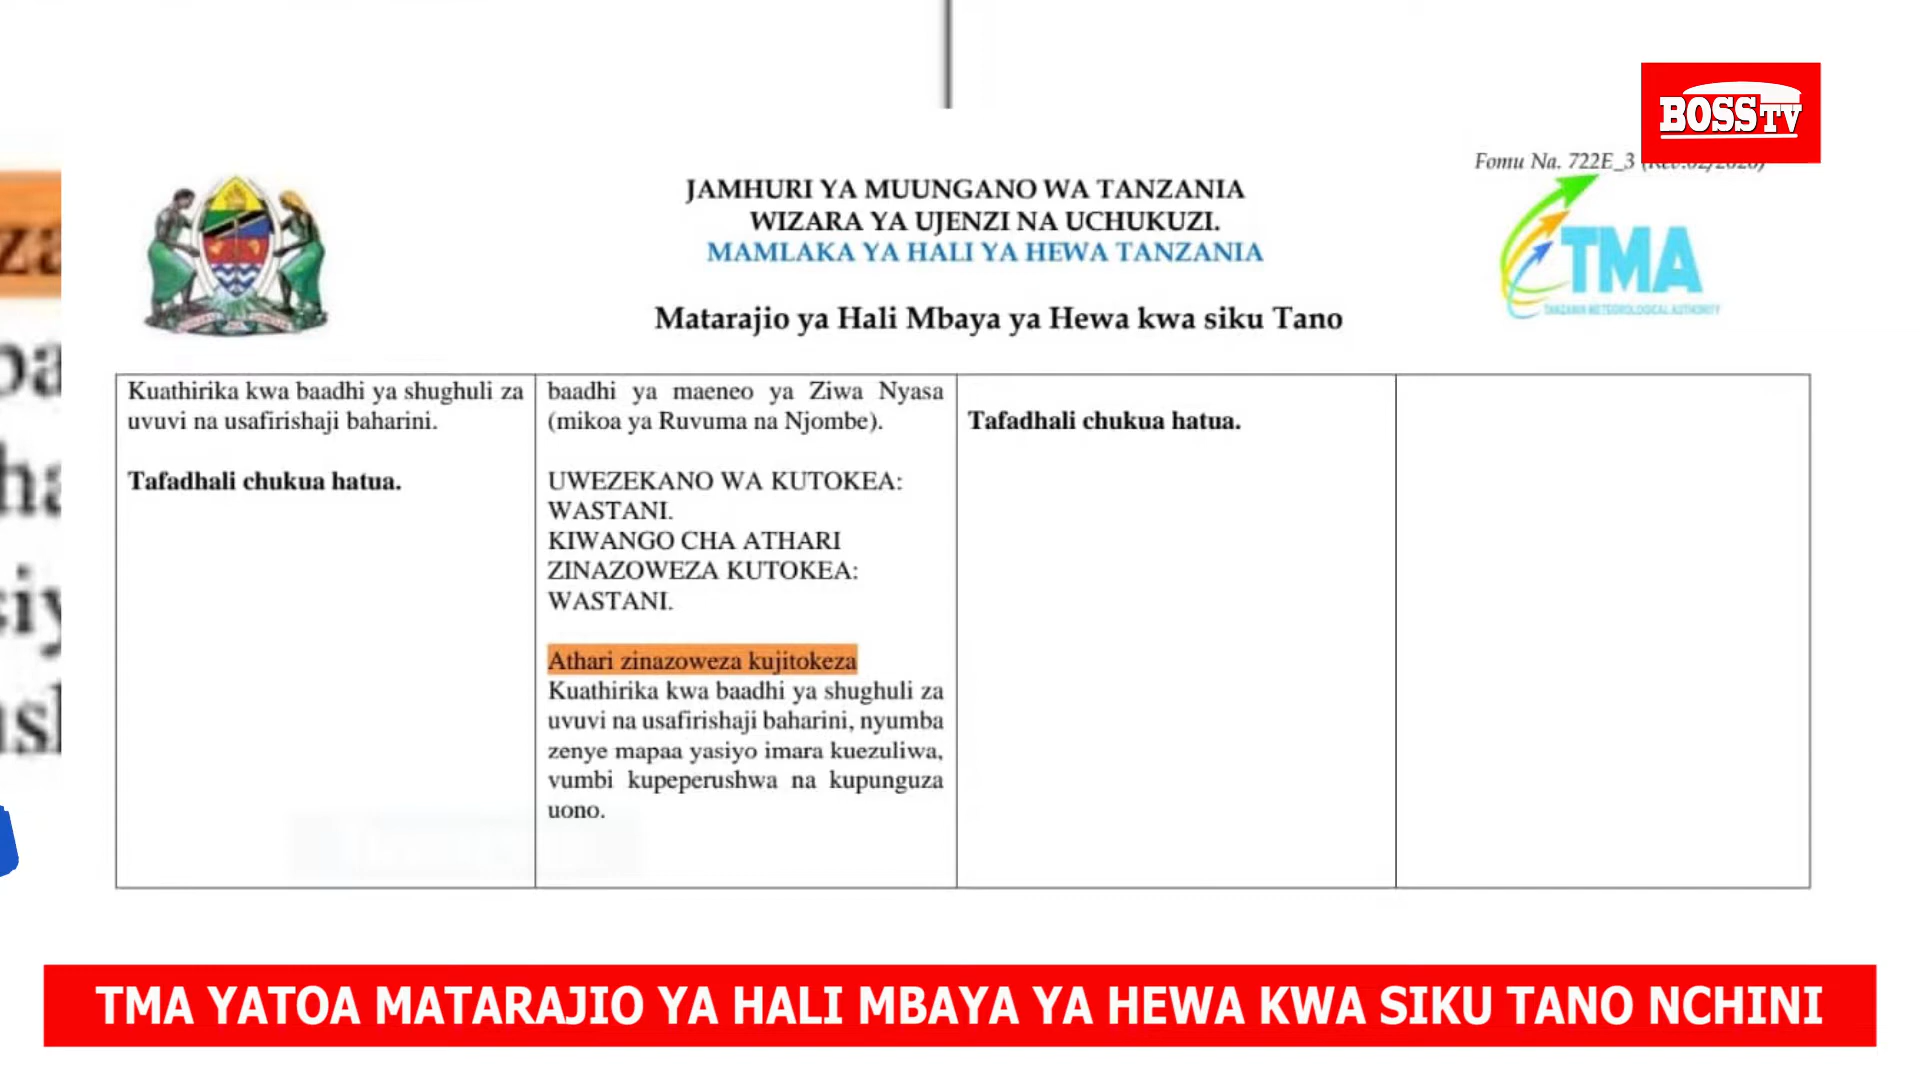 BOSSTV
Fomu Na. 722E_3
JAMHURI YA MUUNGANO WA TANZANIA
WIZARA YA UJENZI NA UCHUKUZI.
MAMLAKA YA HALI YA HEWA TANZANIA
TMA
TANZANIA METEOROLOGICAL AUTHORITY
Matarajio ya Hali Mbaya ya Hewa kwa siku Tano
Kuathirika kwa baadhi ya shughuli za
uvuvi na usafirishaji baharini.
Tafadhali chukua hatua.
baadhi ya maeneo ya Ziwa Nyasa
(mikoa ya Ruvuma na Njombe).
UWEZEKANO WA KUTOKEA:
WASTANI.
KIWANGO CHA ATHARI
ZINAZOWEZA KUTOKEA:
WASTANI.
Athari zinazoweza kujitokeza
Kuathirika kwa baadhi ya shughuli za
uvuvi na usafirishaji baharini, nyumba
zenye mapaa yasiyo imara kuezuliwa,
vumbi kupeperushwa na kupunguza
uono.
Tafadhali chukua hatua.
TMA YATOA MATARAJIO YA HALI MBAYA YA HEWA KWA SIKU TANO NCHINI